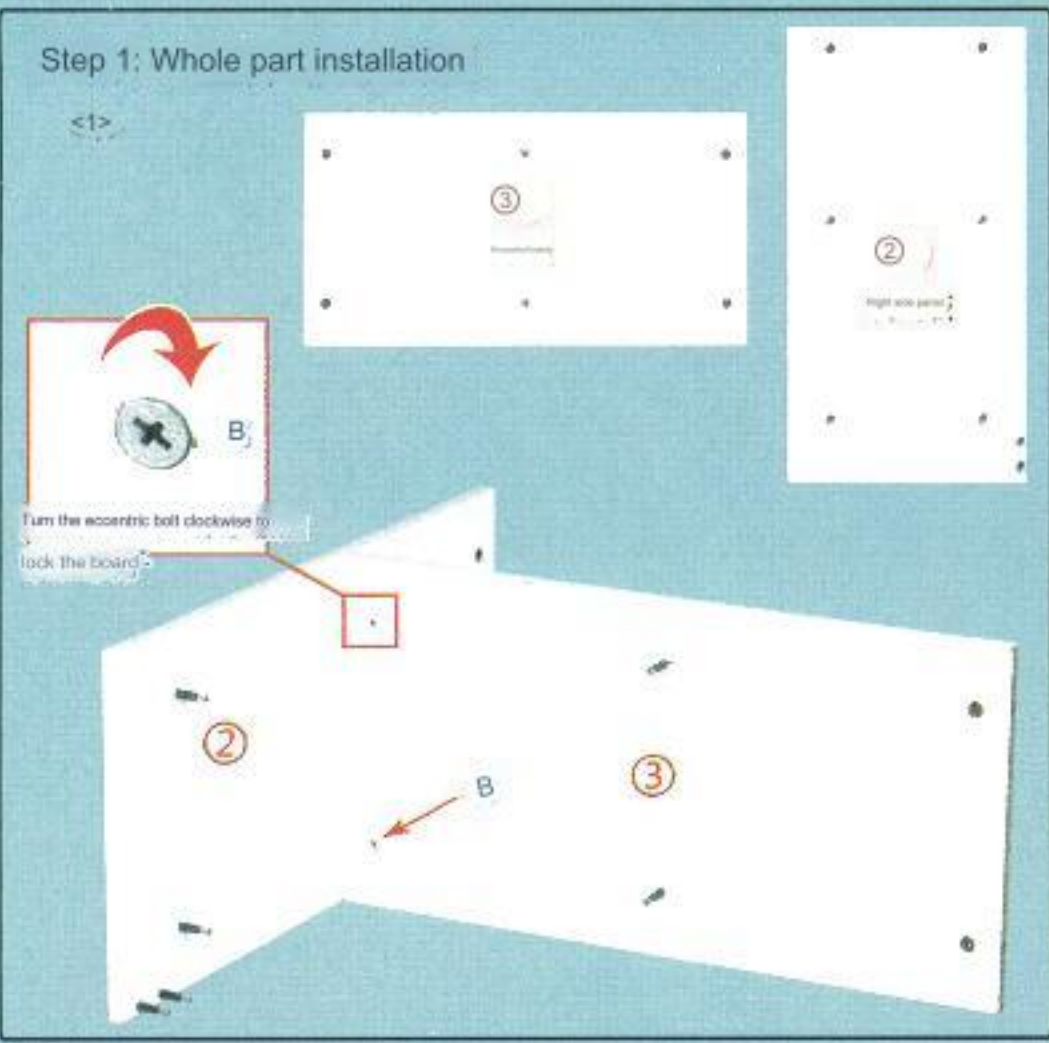 Step 1: Whole part installation
<1>
③
②
Right side panel
B
Turn the eccentric bolt clockwise to
lock the board
②
③
B